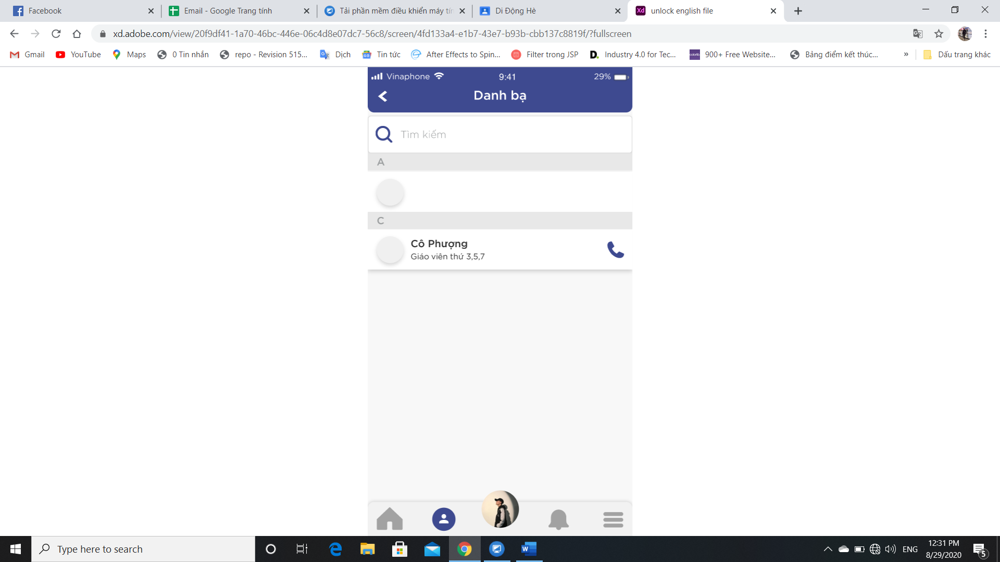 Facebook
Email - Google Trang tính
Tải phần mềm điều khiển máy tín
Di Động Hè
Xd unlock english file
xd.adobe.com/view/20f9df41-1a70-46bc-446e-06c4d8e07dc7-56c8/screen/4fd133a4-e1b7-43e7-b93b-cbb137c8819f/?fullscreen
Gmail YouTube Maps 0 Tin nhắn repo - Revision 515... Dịch Tin tức After Effects to Spin... Filter trong JSP D. Industry 4.0 for Tec... 900+ Free Website... Bảng điểm kết thúc... » Dấu trang khác
Vinaphone 9:41 29%
Danh bạ
Tìm kiếm
A
C
Cô Phượng
Giáo viên thứ 3,5,7
Type here to search
ENG
12:31 PM
8/29/2020
5